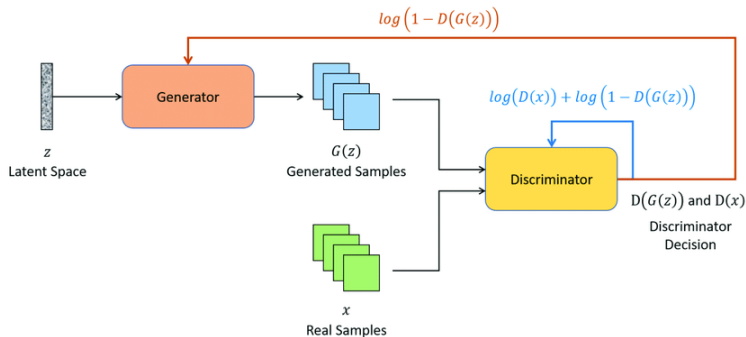 log(1 − D(G(z)))
Generator
log(D(x)) + log(1 − D(G(z)))
z
Latent Space
G(z)
Generated Samples
Discriminator
D(G(z)) and D(x)
Discriminator
Decision
x
Real Samples